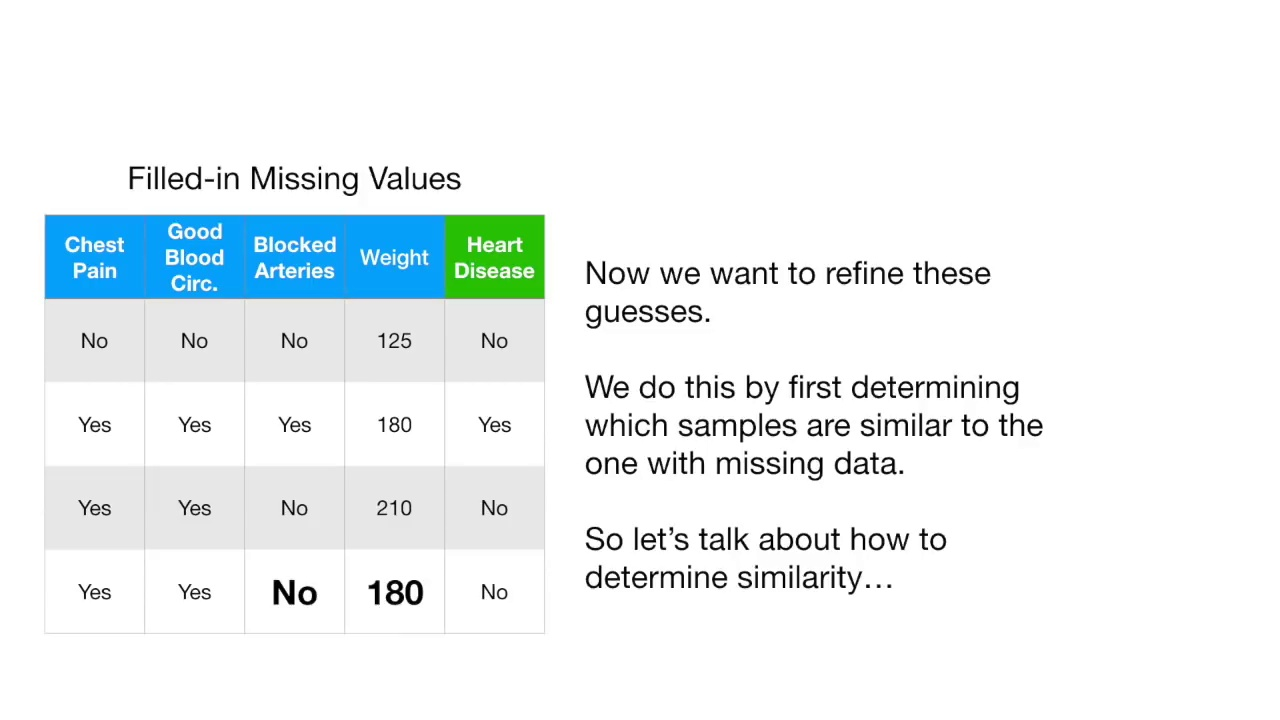 Filled-in Missing Values
Chest Pain
Good Blood Circ.
Blocked Arteries
Weight
Heart Disease
No No No 125 No
Yes Yes Yes 180 Yes
Yes Yes No 210 No
Yes Yes No 180 No
Now we want to refine these
guesses.
We do this by first determining
which samples are similar to the
one with missing data.
So let’s talk about how to
determine similarity…